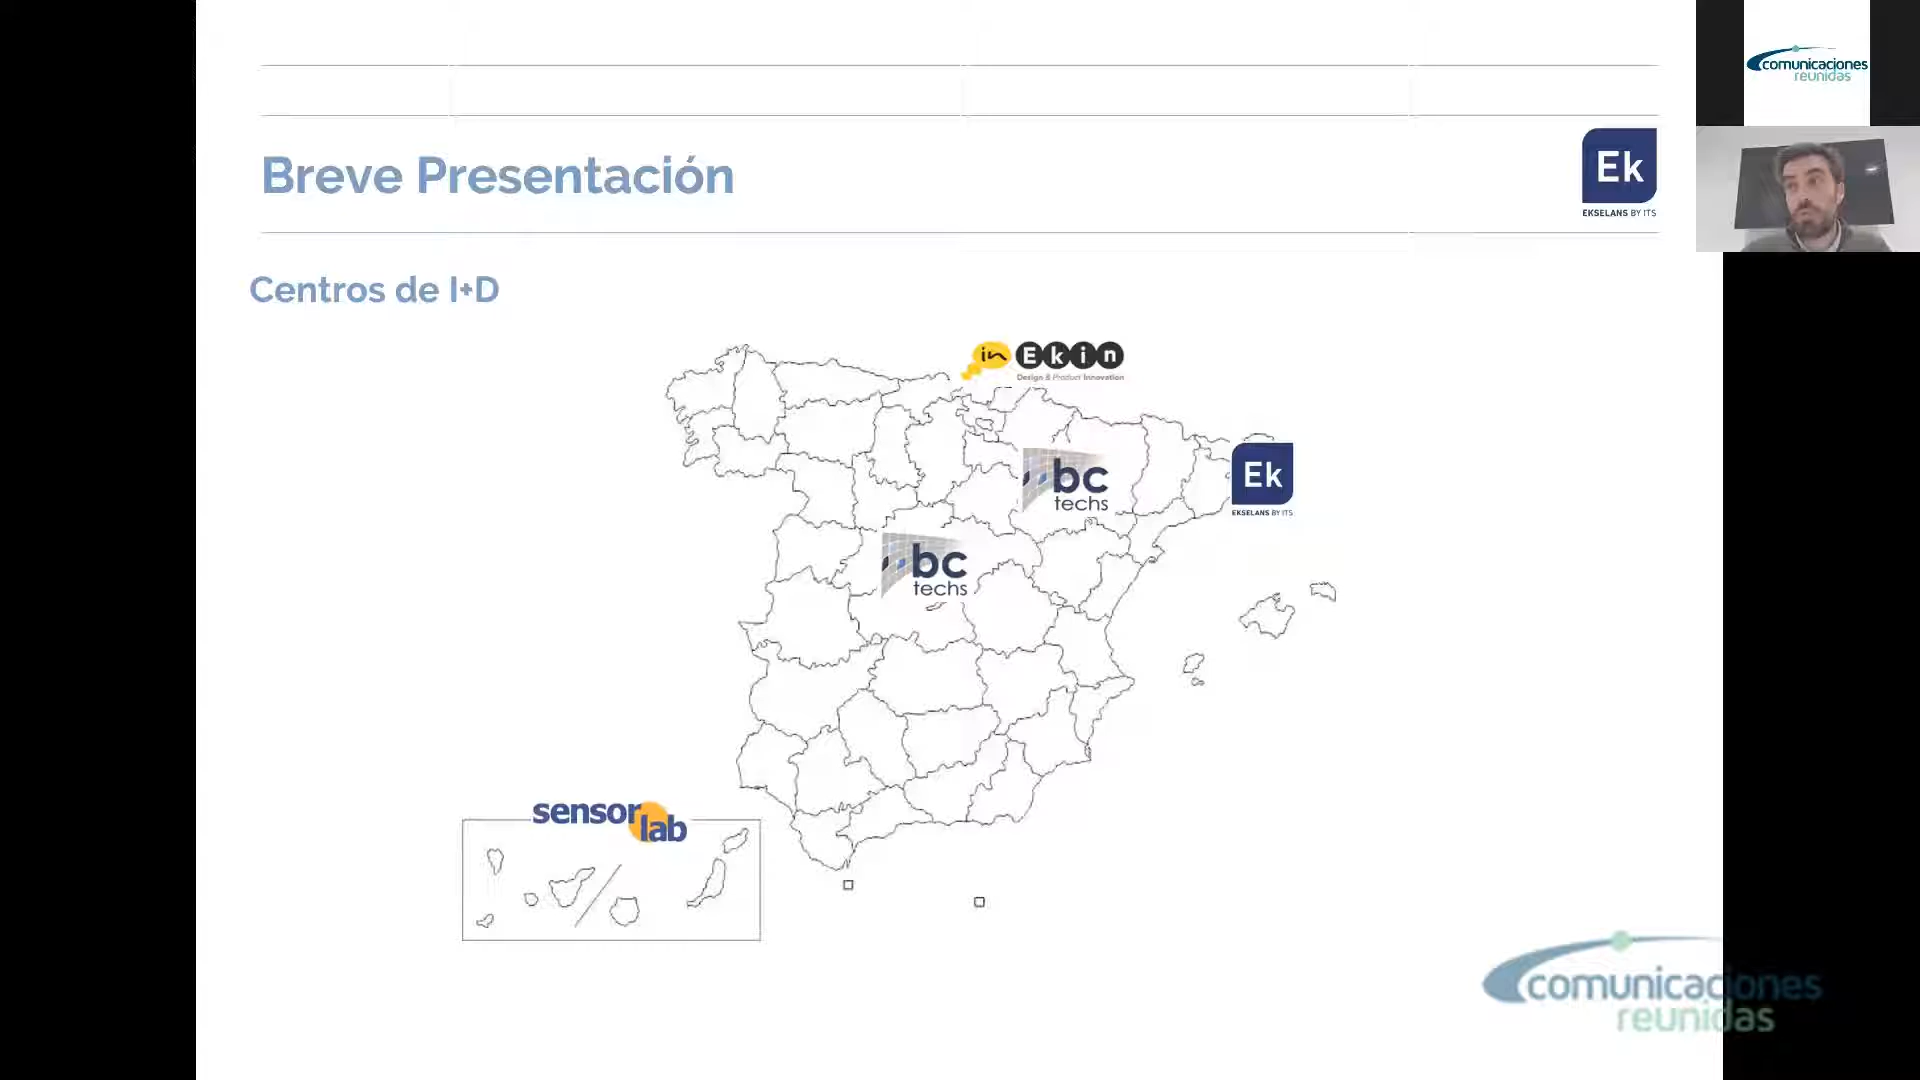 comunicaciones
reunidas
Breve Presentación
Ek
EKSELANS BY ITS
Centros de I+D
in Ekin
Design & Product Innovation
bc
techs
Ek
EKSELANS BY ITS
bc
techs
sensor
lab
comunicaciones
reunidas